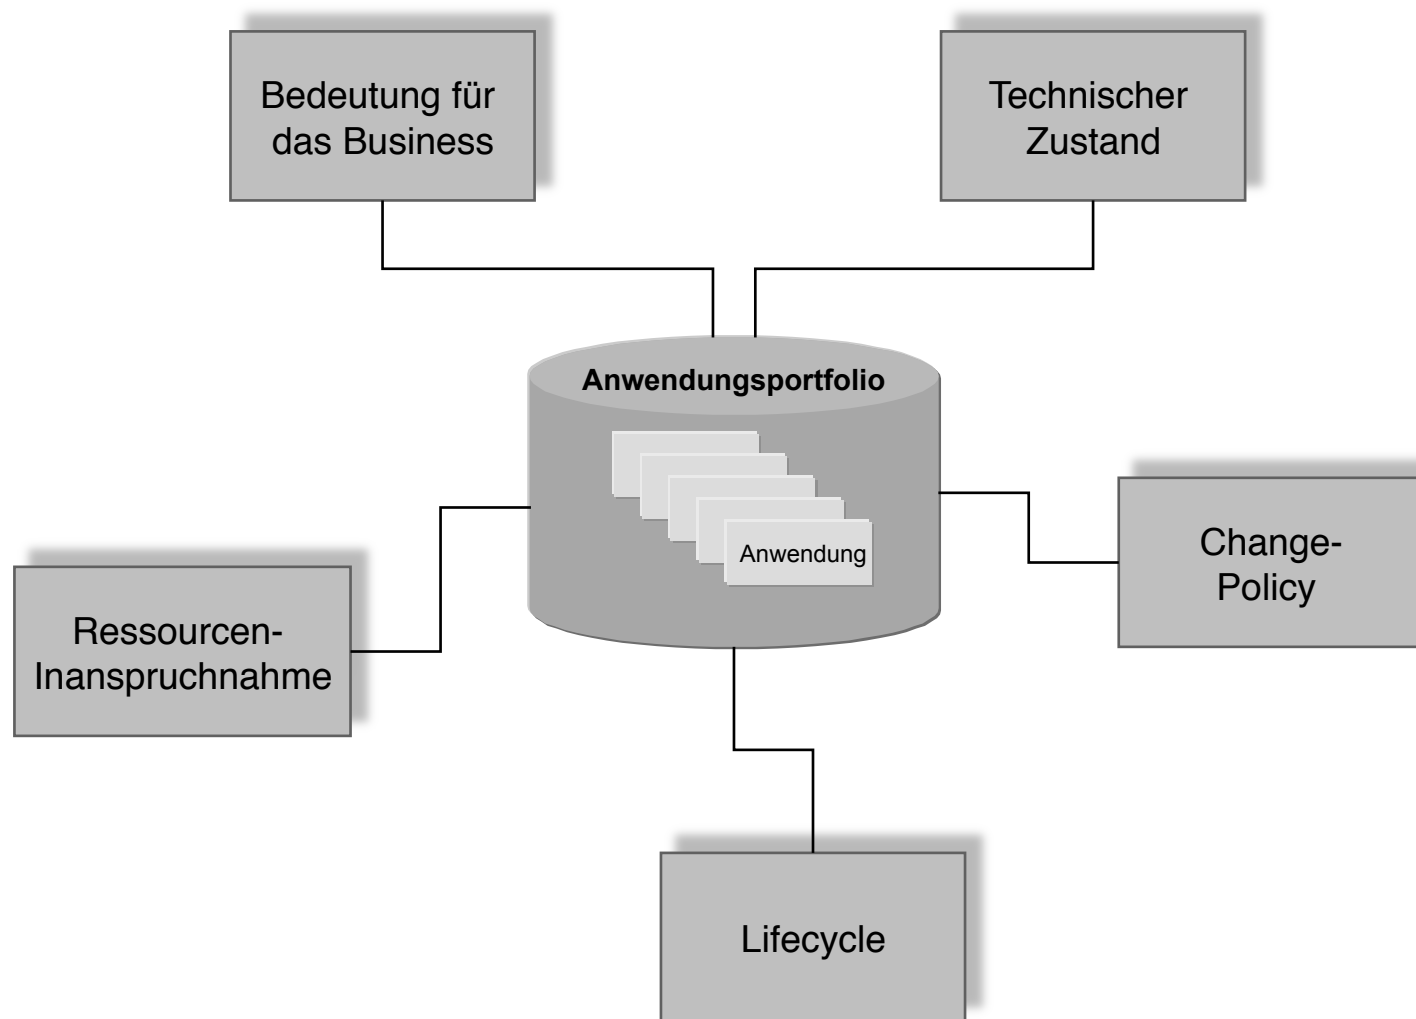 Bedeutung für
das Business
Technischer
Zustand
Anwendungsportfolio
Anwendung
Change-
Policy
Ressourcen-
Inanspruchnahme
Lifecycle